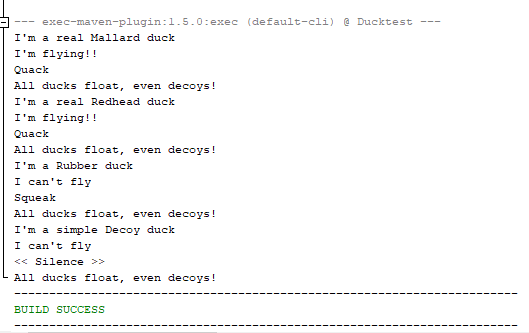 --- exec-maven-plugin:1.5.0:exec (default-cli) @ Ducktest ---
I'm a real Mallard duck
I'm flying!!
Quack
All ducks float, even decoys!
I'm a real Redhead duck
I'm flying!!
Quack
All ducks float, even decoys!
I'm a Rubber duck
I can't fly
Squeak
All ducks float, even decoys!
I'm a simple Decoy duck
I can't fly
<< Silence >>
All ducks float, even decoys!
------------------------------------------------------------------------
BUILD SUCCESS
------------------------------------------------------------------------